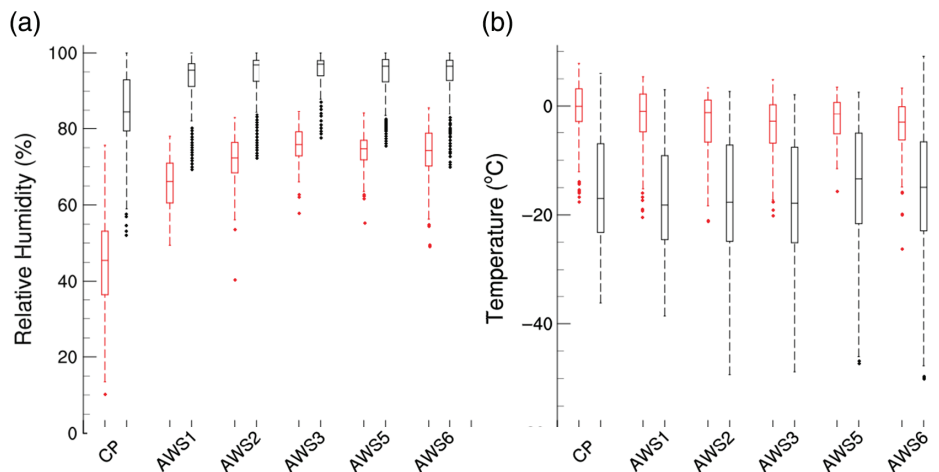 (a)
Relative Humidity (%)
100
80
60
40
20
0
CP
AWS1
AWS2
AWS3
AWS5
AWS6
(b)
Temperature (°C)
0
−20
−40
CP
AWS1
AWS2
AWS3
AWS5
AWS6